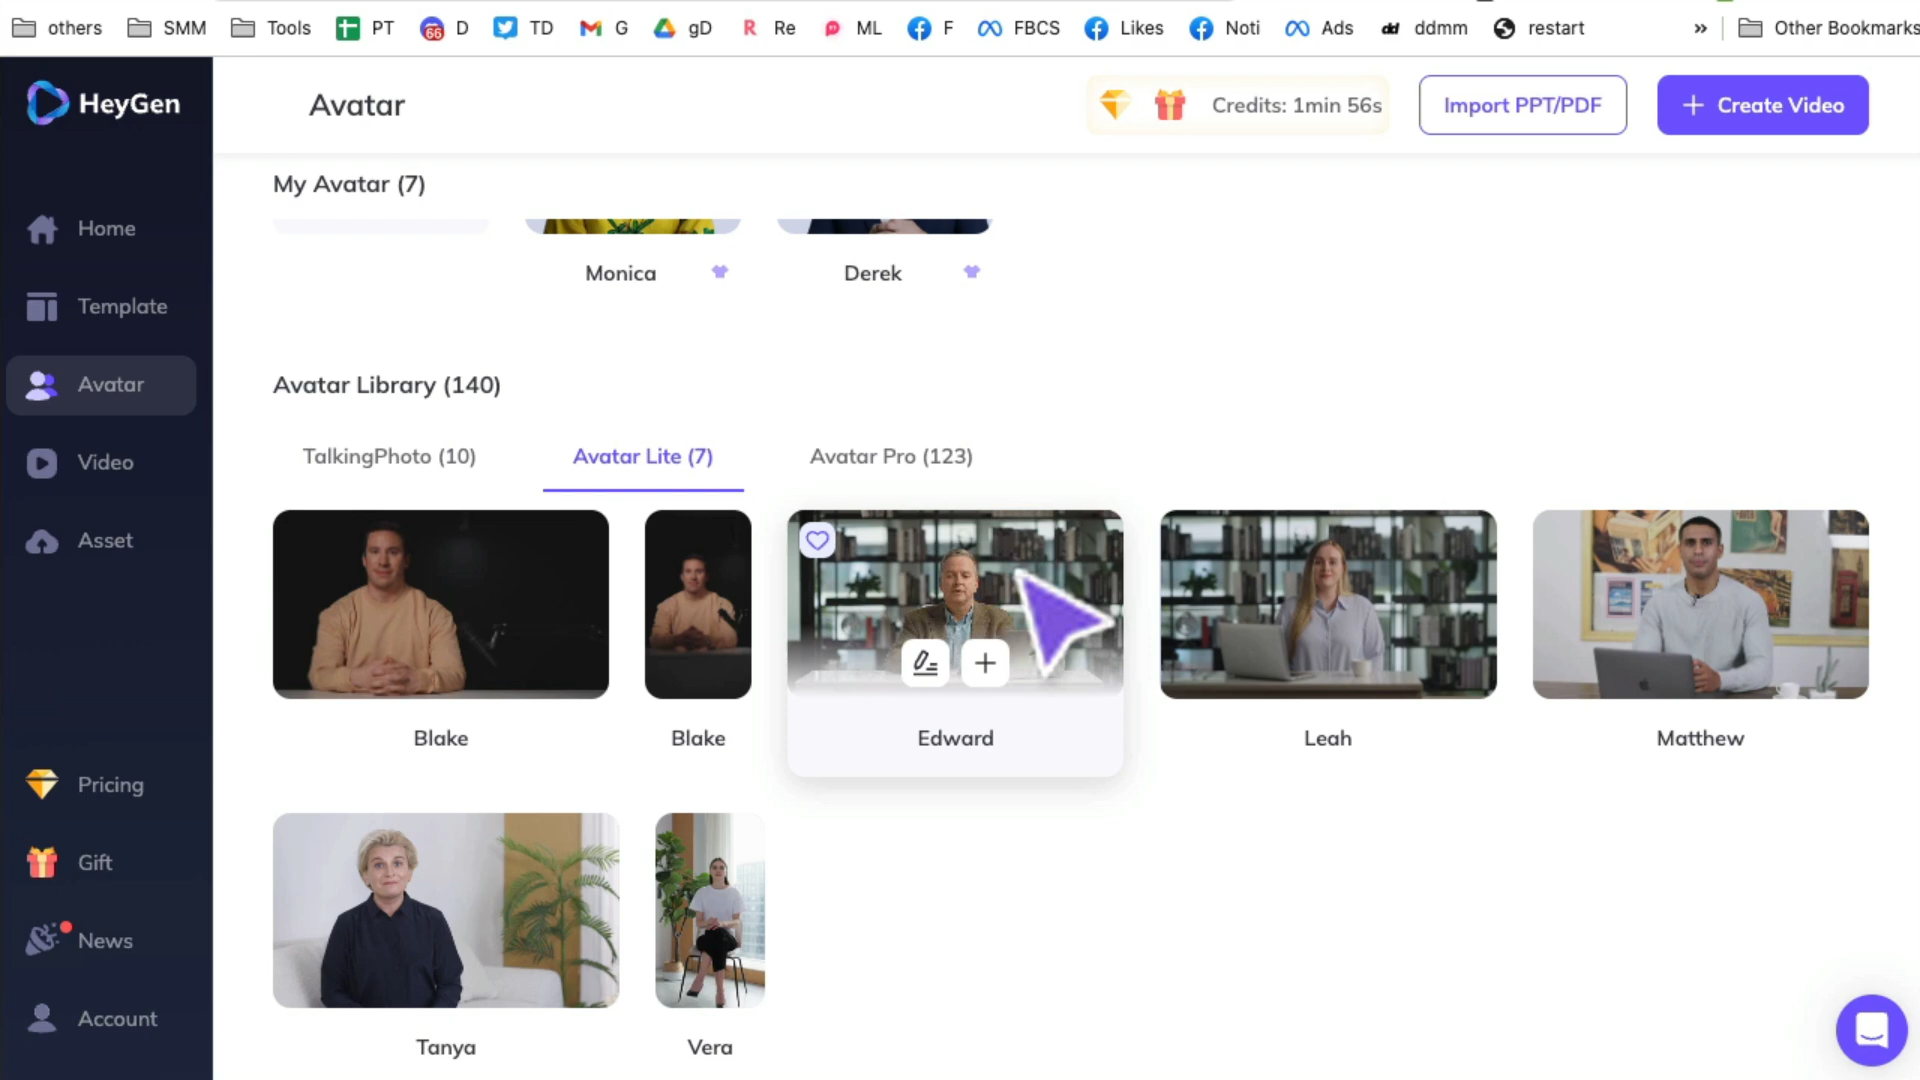 others SMM Tools PT 66 D TD G gD R Re ML F FBCS Likes Noti Ads dd ddmm restart » Other Bookmarks
HeyGen
Avatar
Credits: 1min 56s
Import PPT/PDF
+ Create Video
Home
Template
Avatar
Video
Asset
Pricing
Gift
News
Account
My Avatar (7)
Monica
Derek
Avatar Library (140)
TalkingPhoto (10)
Avatar Lite (7)
Avatar Pro (123)
Blake
Blake
Edward
Leah
Matthew
Tanya
Vera